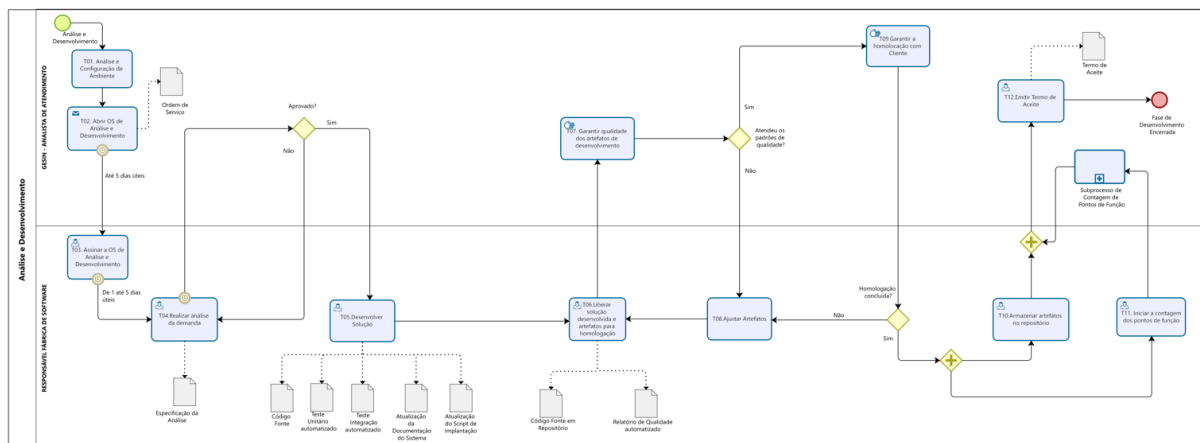 Análise e Desenvolvimento
GESIN - ANALISTA DE ATENDIMENTO
Análise e
Desenvolvimento
T01. Análise e
Configuração de
Ambiente
T02. Abrir OS de
Análise e
Desenvolvimento
Ordem de
Serviço
Até 5 dias úteis
Aprovado?
Sim
Não
T07. Garantir qualidade
dos artefatos de
desenvolvimento
Sim
Atendeu os
padrões de
qualidade?
Não
T09.Garantir a
homolocação com
Cliente
T12.Emitir Termo de
Aceite
Termo de
Aceite
Fase de
Desenvolvimento
Encerrada
Subprocesso de
Contagem de
Pontos de Função
RESPONSÁVEL FÁBRICA DE SOFTWARE
T03. Assinar a OS de
Análise e
Desenvolvimento
De 1 até 5 dias
úteis
T04.Realizar análise
da demanda
Especificação da
Análise
T05.Desenvolver
Solução
Código
Fonte
Teste
Unitário
automatizado
Teste
Integração
automatizado
Atualização
da
Documentação
do Sistema
Atualização
do Script de
Implantação
T06.Liberar
solução
desenvolvida e
artefatos para
homologação
Código Fonte em
Repositório
Relatório de Qualidade
automatizado
T08.Ajustar Artefatos
Não
Homologação
concluída?
Sim
T10.Armazenar artefatos
no repositório
T11. Iniciar a contagem
dos pontos de função